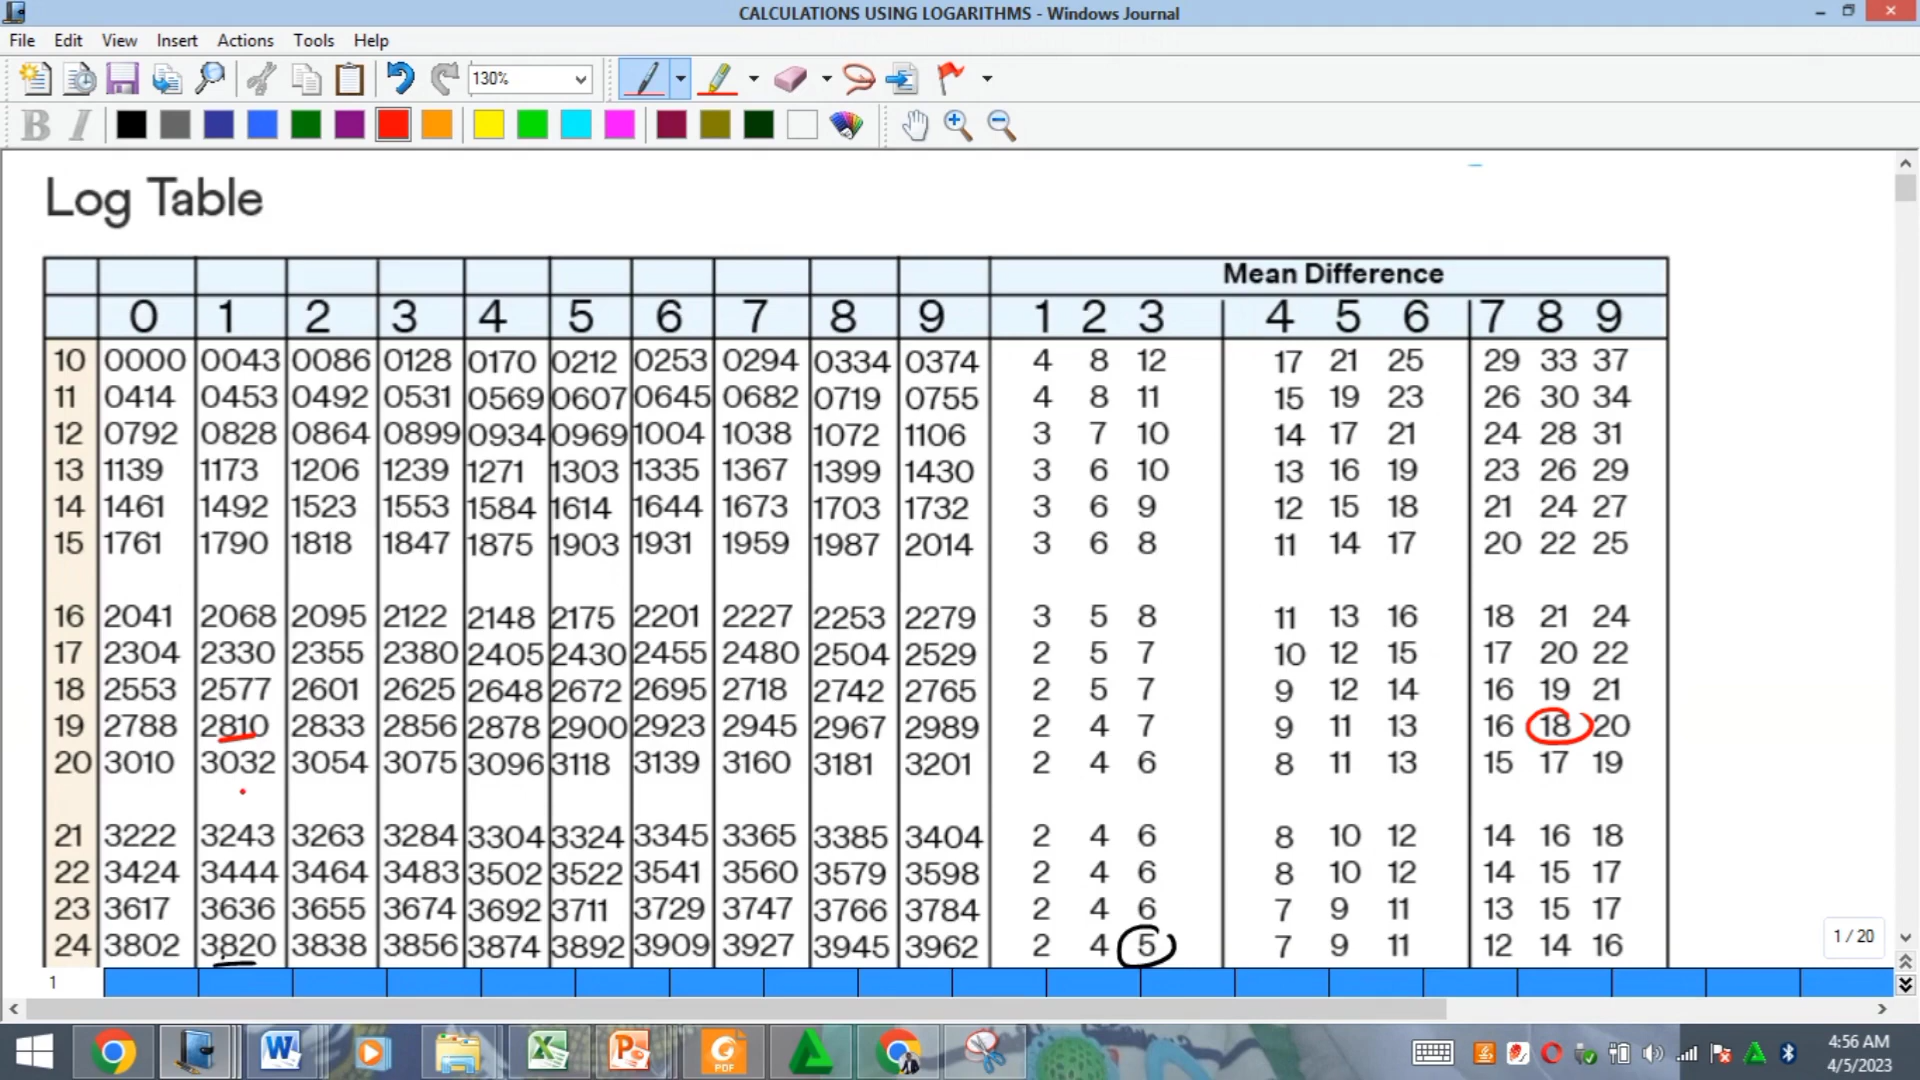 CALCULATIONS USING LOGARITHMS - Windows Journal
File Edit View Insert Actions Tools Help
130%
B I
Log Table
Mean Difference
0 1 2 3 4 5 6 7 8 9 1 2 3 4 5 6 7 8 9
10 0000 0043 0086 0128 0170 0212 0253 0294 0334 0374 4 8 12 17 21 25 29 33 37
11 0414 0453 0492 0531 0569 0607 0645 0682 0719 0755 4 8 11 15 19 23 26 30 34
12 0792 0828 0864 0899 0934 0969 1004 1038 1072 1106 3 7 10 14 17 21 24 28 31
13 1139 1173 1206 1239 1271 1303 1335 1367 1399 1430 3 6 10 13 16 19 23 26 29
14 1461 1492 1523 1553 1584 1614 1644 1673 1703 1732 3 6 9 12 15 18 21 24 27
15 1761 1790 1818 1847 1875 1903 1931 1959 1987 2014 3 6 8 11 14 17 20 22 25
16 2041 2068 2095 2122 2148 2175 2201 2227 2253 2279 3 5 8 11 13 16 18 21 24
17 2304 2330 2355 2380 2405 2430 2455 2480 2504 2529 2 5 7 10 12 15 17 20 22
18 2553 2577 2601 2625 2648 2672 2695 2718 2742 2765 2 5 7 9 12 14 16 19 21
19 2788 2810 2833 2856 2878 2900 2923 2945 2967 2989 2 4 7 9 11 13 16 18 20
20 3010 3032 3054 3075 3096 3118 3139 3160 3181 3201 2 4 6 8 11 13 15 17 19
21 3222 3243 3263 3284 3304 3324 3345 3365 3385 3404 2 4 6 8 10 12 14 16 18
22 3424 3444 3464 3483 3502 3522 3541 3560 3579 3598 2 4 6 8 10 12 14 15 17
23 3617 3636 3655 3674 3692 3711 3729 3747 3766 3784 2 4 6 7 9 11 13 15 17
24 3802 3820 3838 3856 3874 3892 3909 3927 3945 3962 2 4 5 7 9 11 12 14 16
1 / 20
1
PDF
4:56 AM
4/5/2023